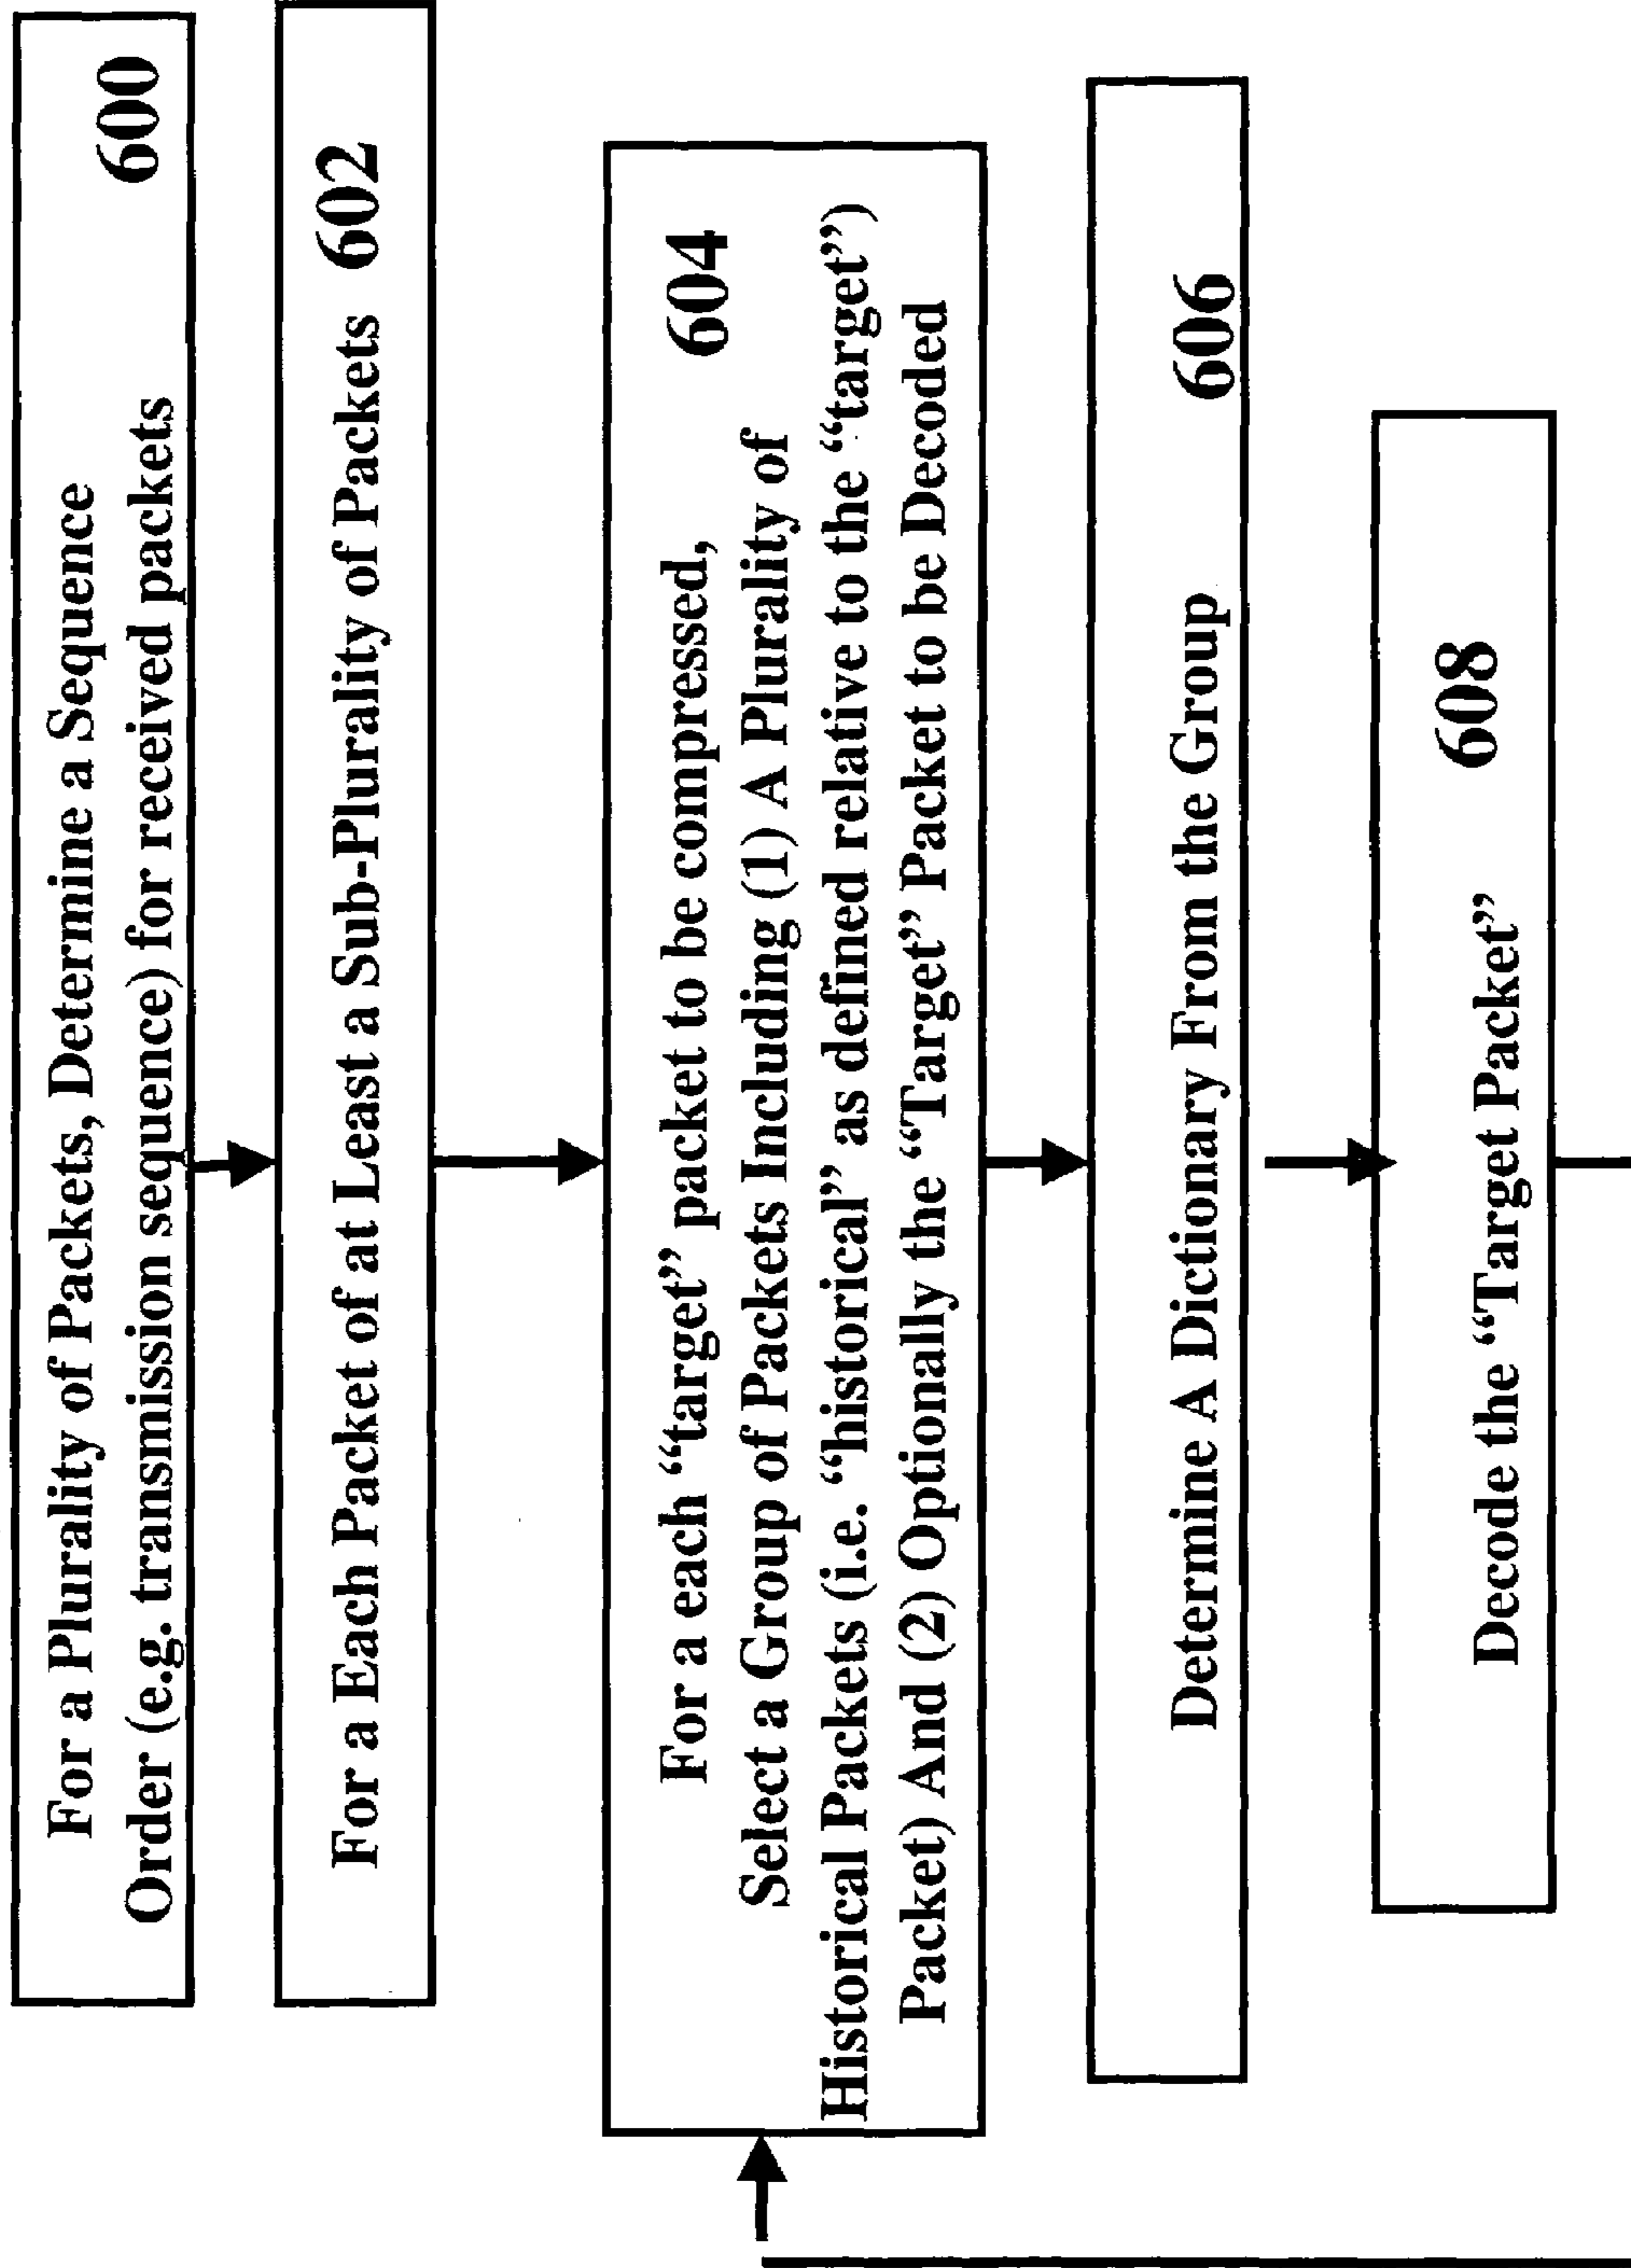 For a Plurality of Packets, Determine a Sequence
Order (e.g. transmission sequence) for received packets 600
For a Each Packet of at Least a Sub-Plurality of Packets 602
For a each “target” packet to be compressed, 604
Select a Group of Packets Including (1) A Plurality of
Historical Packets (i.e. “historical” as defined relative to the “target”)
Packet) And (2) Optionally the “Target” Packet to be Decoded
Determine A Dictionary From the Group 606
Decode the “Target Packet” 608